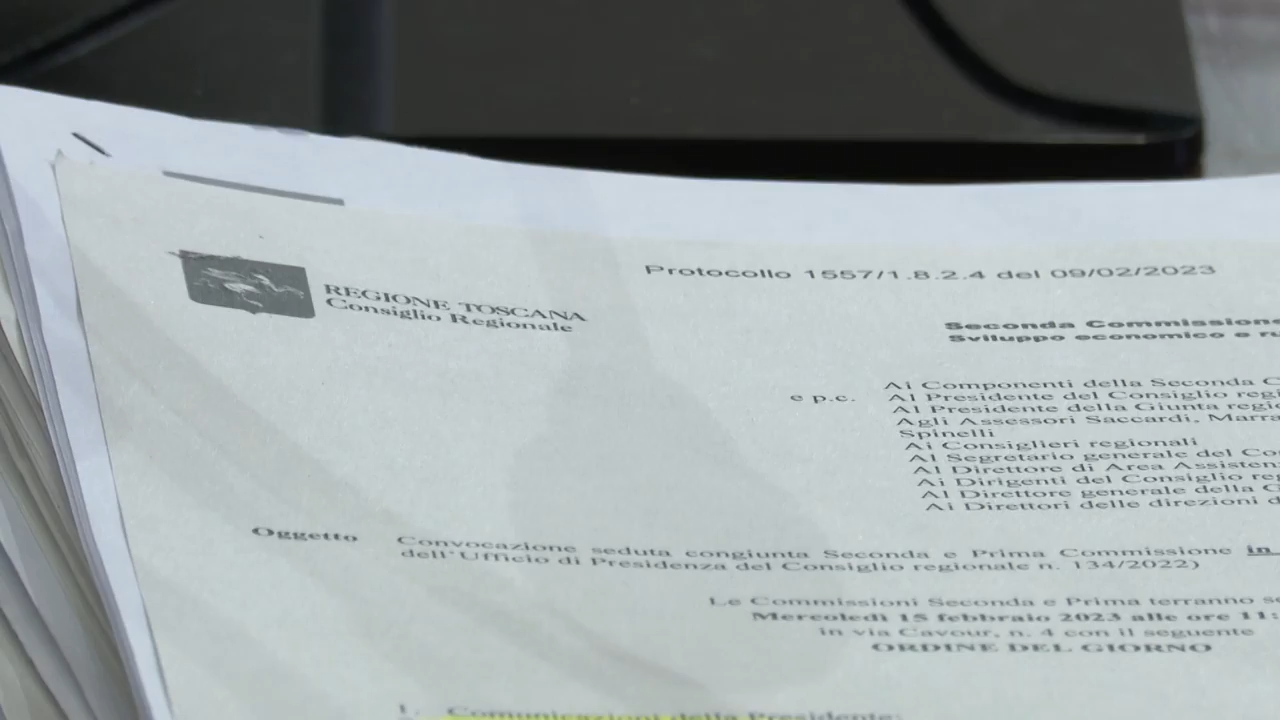 REGIONE TOSCANA
Consiglio Regionale
Protocollo 1557/1.8.2.4 del 09/02/2023
Seconda Commissione
Sviluppo economico e
e p.c.
Ai Componenti della Seconda
Al Presidente del Consiglio
Al Presidente della Giunta
Agli Assessori Saccardi,
Spinelli
Ai Consiglieri regionali
Al Segretario generale del
Al Direttore di Area
Ai Dirigenti del Consiglio
Al Direttore generale della
Ai Direttori delle direzioni
Oggetto
Convocazione seduta congiunta Seconda e Prima Commissione in
dell'Ufficio di Presidenza del Consiglio regionale n. 134/2022)
Le Commissioni Seconda e Prima terranno
Mercoledì 15 febbraio 2023 alle ore 11:
in via Cavour, n. 4 con il seguente
ORDINE DEL GIORNO
1. Comunicazioni della Presidente;